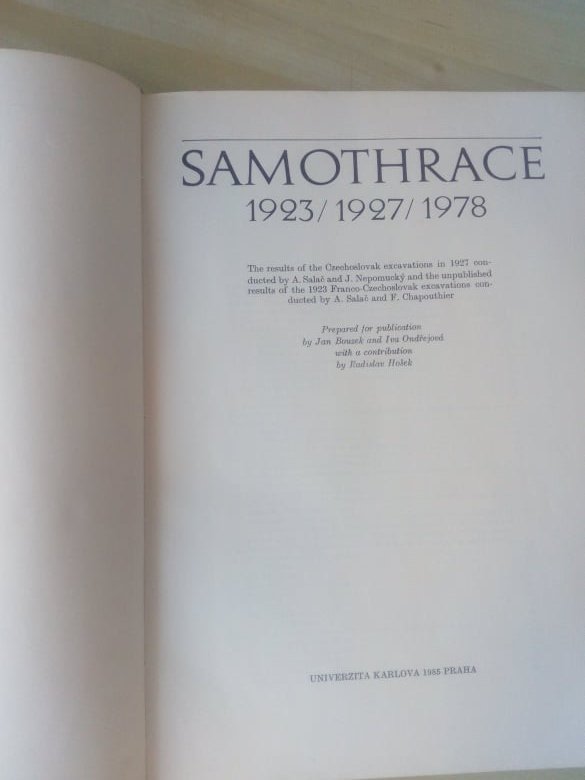 SAMOTHRACE
1923/1927/1978
The results of the Czechoslovak excavations in 1927 con-
ducted by A. Salač and J. Nepomucký and the unpublished
results of the 1923 Franco-Czechoslovak excavations con-
ducted by A. Salač and F. Chapouthier
Prepared for publication
by Jan Bouzek and Iva Ondřejová
with a contribution
by Radislav Hošek
UNIVERZITA KARLOVA 1985 PRAHA